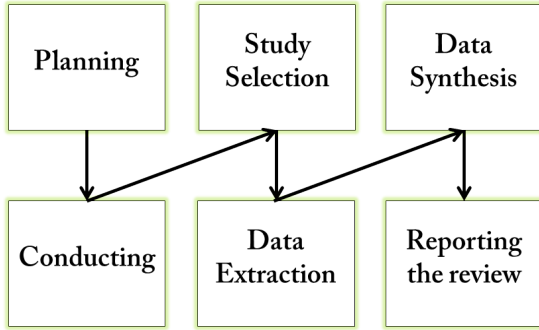 Planning
Study
Selection
Data
Synthesis
Conducting
Data
Extraction
Reporting
the review